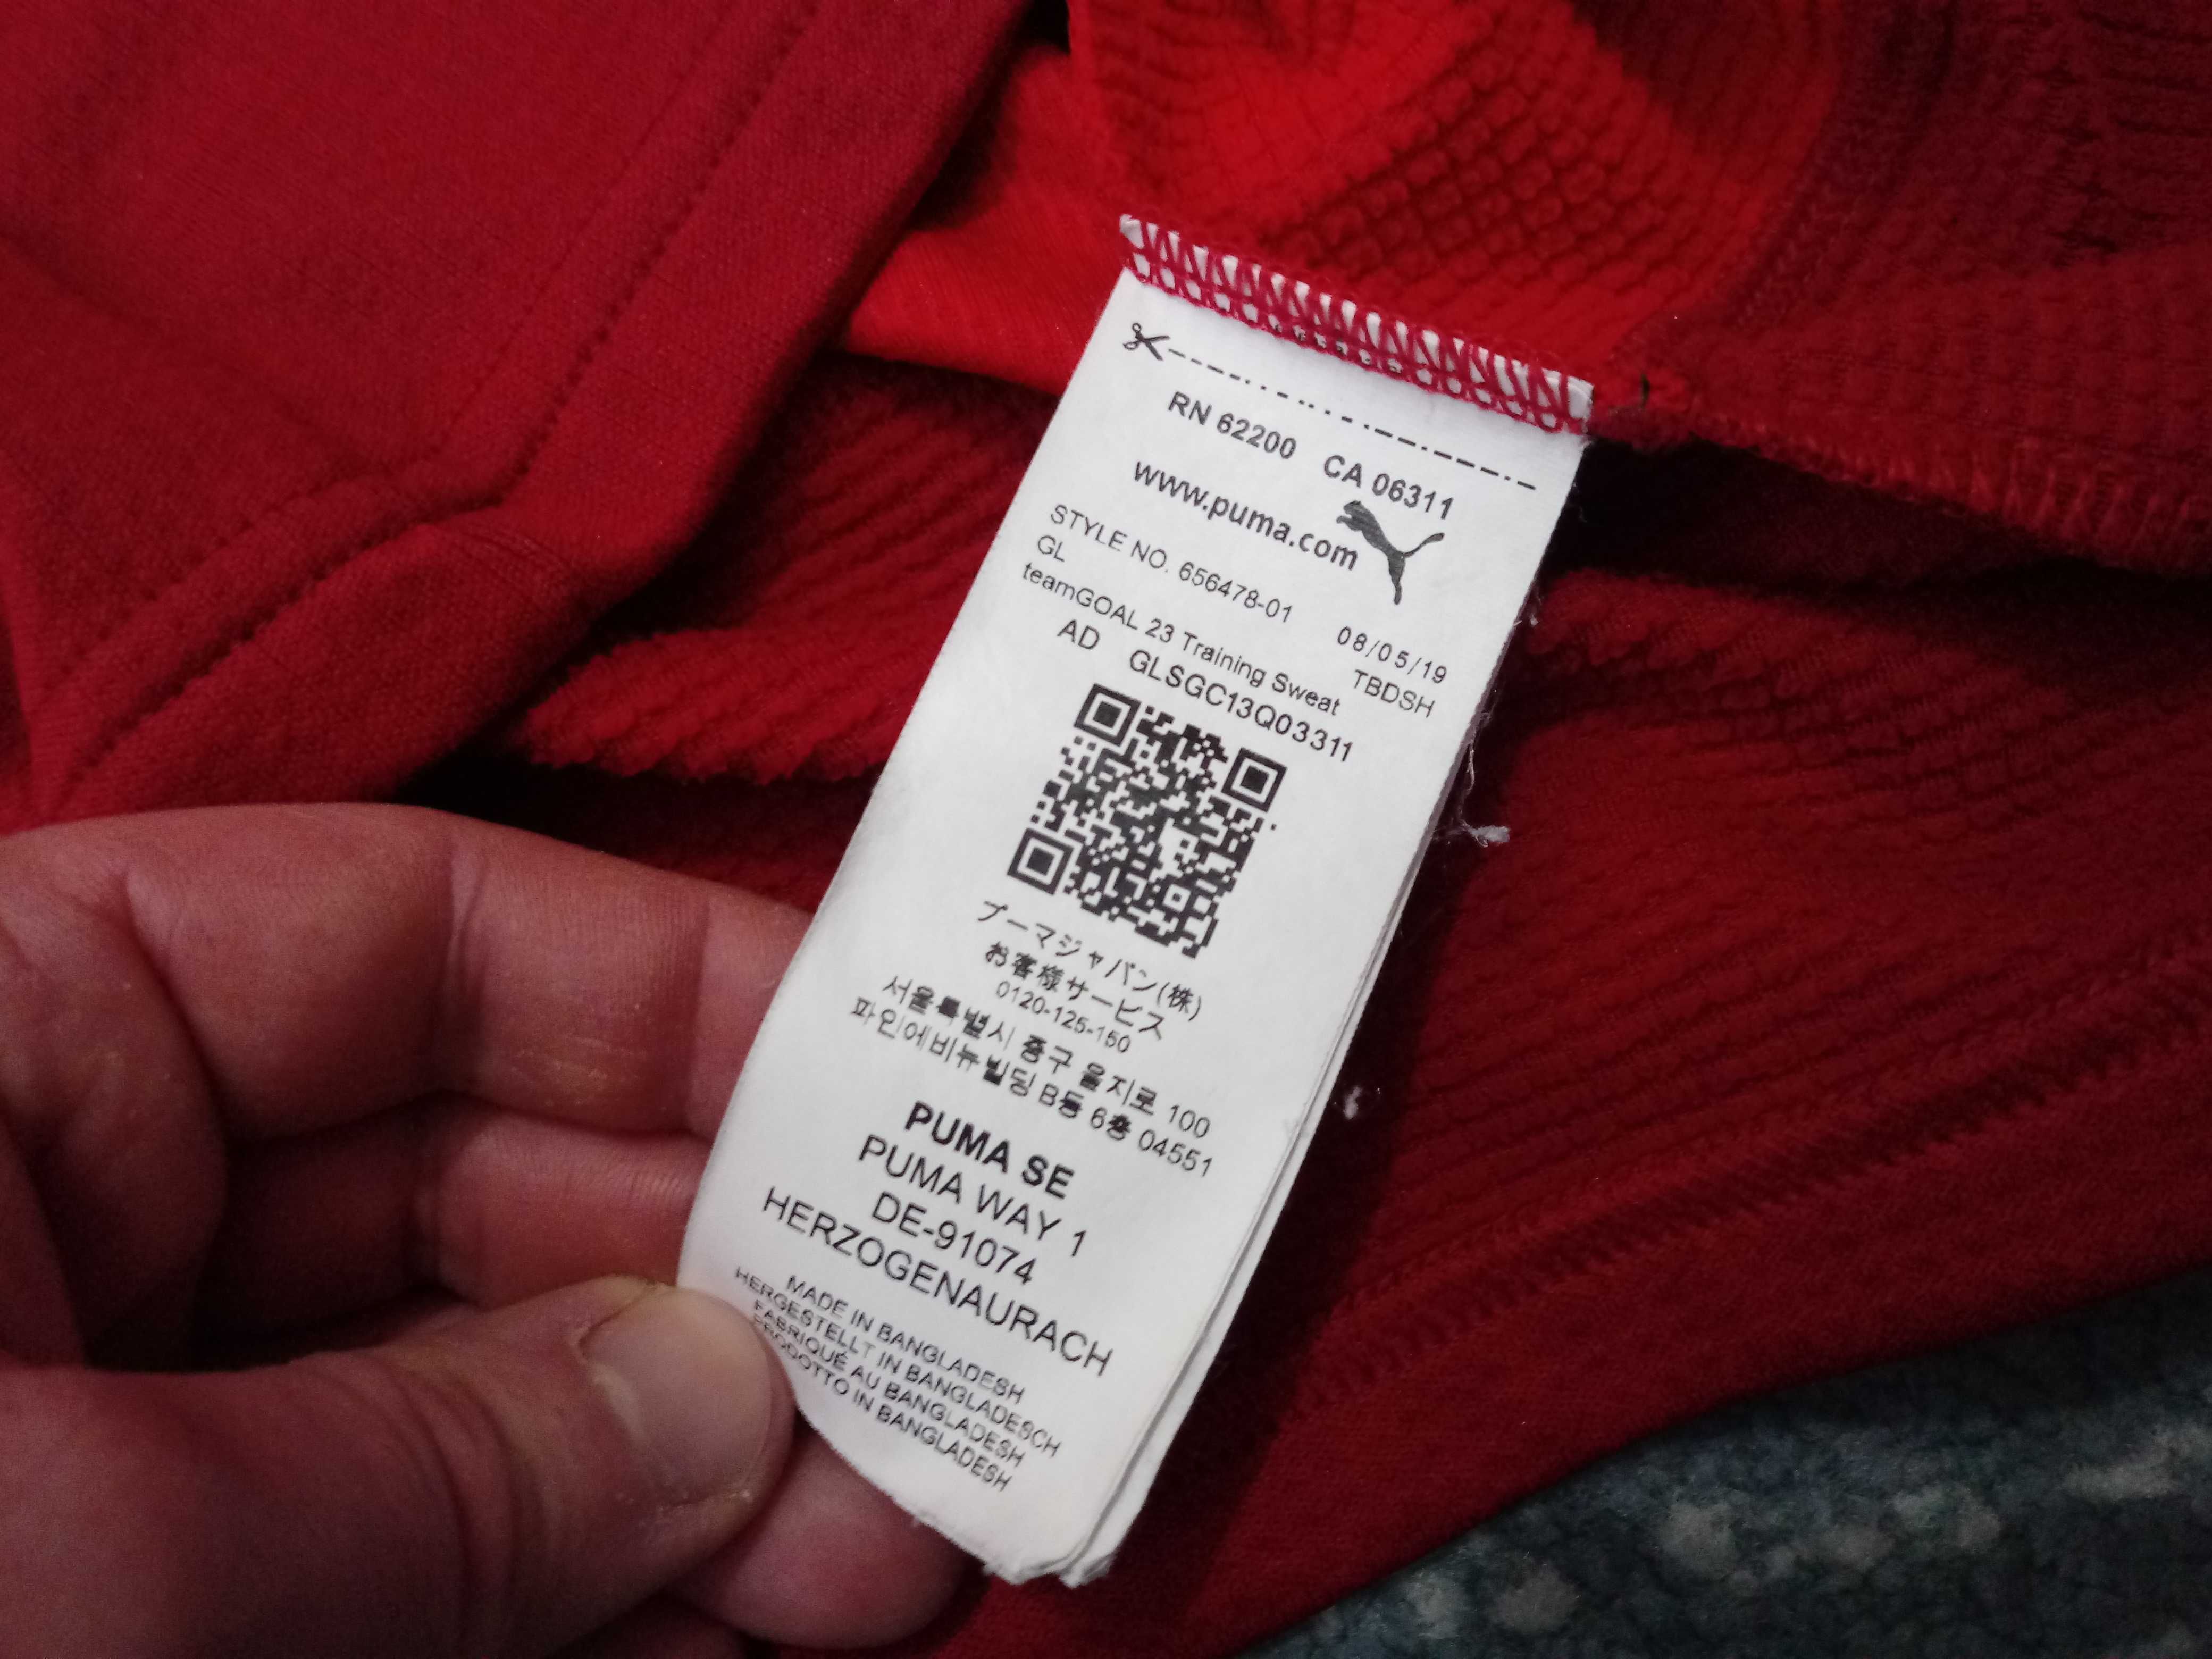 RN 62200 CA 06311
www.puma.com
STYLE NO. 656478-01 08/05/19
GL TBDSH
teamGOAL 23 Training Sweat
AD GLSGC13Q03311
プーマジャパン(株)
お客様サービス
0120-125-150
서울특별시 중구 을지로 100
파인에비뉴빌딩 B동 6층 04551
PUMA SE
PUMA WAY 1
DE-91074
HERZOGENAURACH
MADE IN BANGLADESH
HERGESTELLT IN BANGLADESCH
FABRIQUÉ AU BANGLADESH
PRODOTTO IN BANGLADESH